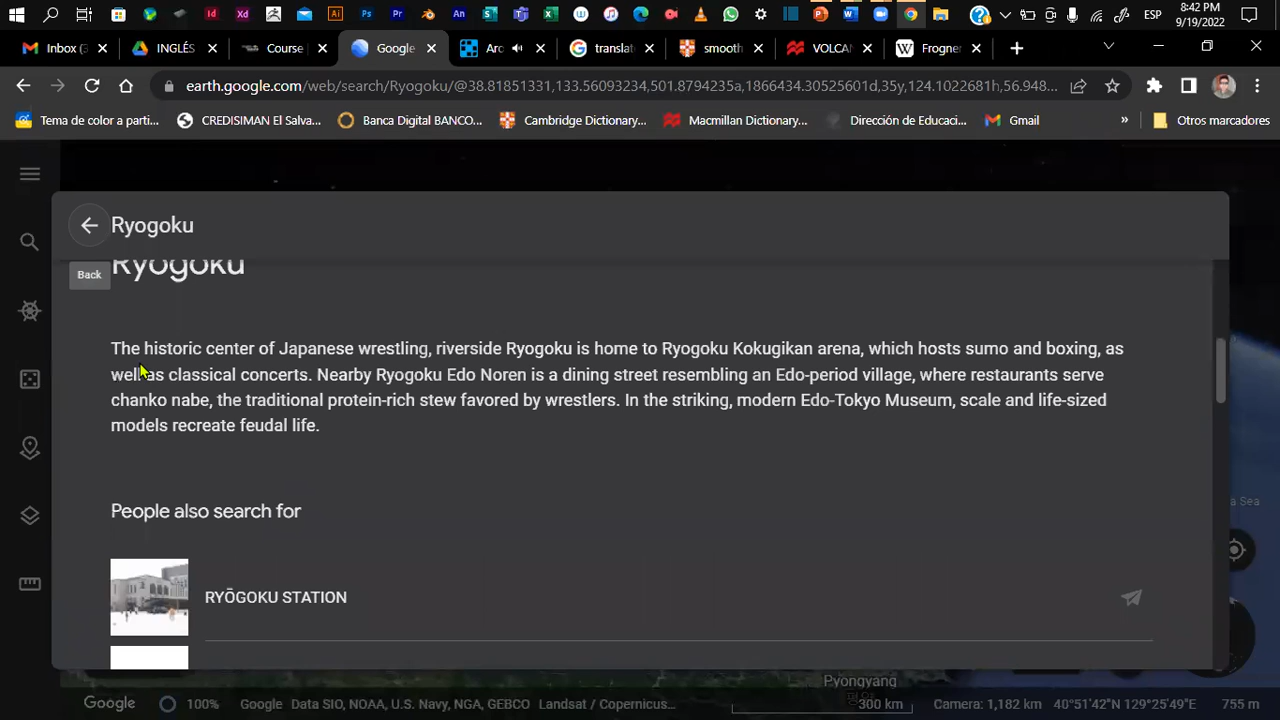 Inbox (3
INGLÉS
Course
Google
Arc
translat
smooth
VOLCAN
Frogner
ESP
8:42 PM
9/19/2022
earth.google.com/web/search/Ryogoku/@38.81851331,133.56093234,501.8794235a,1866434.30525601d,35y,124.1022681h,56.948...
Tema de color a parti...
CREDISIMAN El Salva...
Banca Digital BANCO...
Cambridge Dictionary...
Macmillan Dictionary...
Dirección de Educaci...
Gmail
»
Otros marcadores
Ryogoku
Ryogoku
Back
The historic center of Japanese wrestling, riverside Ryogoku is home to Ryogoku Kokugikan arena, which hosts sumo and boxing, as
well as classical concerts. Nearby Ryogoku Edo Noren is a dining street resembling an Edo-period village, where restaurants serve
chanko nabe, the traditional protein-rich stew favored by wrestlers. In the striking, modern Edo-Tokyo Museum, scale and life-sized
models recreate feudal life.
People also search for
RYŌGOKU STATION
a Sea
Pyongyang
평양
Google
100%
Google
Data SIO, NOAA, U.S. Navy, NGA, GEBCO
Landsat / Copernicus...
300 km
Camera: 1,182 km
40°51'42"N 129°25'49"E
755 m